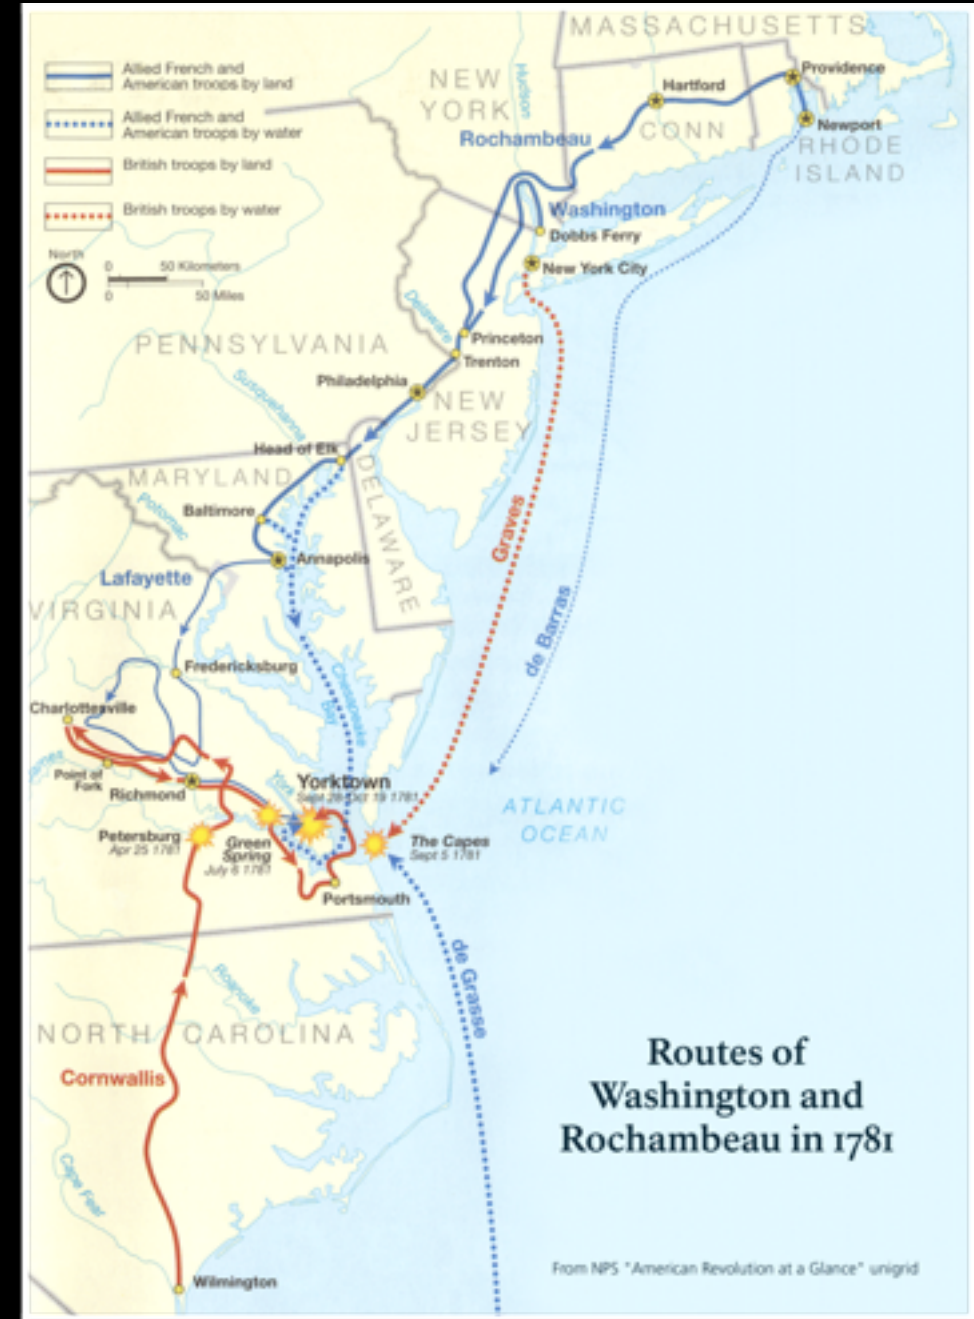 MASSACHUSETTS
Allied French and
American troops by land
Allied French and
American troops by water
British troops by land
British troops by water
North
0 50 Kilometers
0 50 Miles
NEW
YORK
Hudson
Rochambeau
Hartford
CONN
Providence
Newport
RHODE
ISLAND
Washington
Dobbs Ferry
New York City
Delaware
Princeton
Trenton
PENNSYLVANIA
Philadelphia
NEW
JERSEY
Susquehanna
Head of Elk
MARYLAND
DELAWARE
Potomac
Baltimore
Annapolis
Graves
de Barras
Lafayette
VIRGINIA
Fredericksburg
Chesapeake
Bay
Charlottesville
James
Point of
Fork
Richmond
York
Yorktown
Sept 28-Oct 19 1781
ATLANTIC
OCEAN
Petersburg
Apr 25 1781
Green
Spring
July 6 1781
The Capes
Sept 5 1781
Portsmouth
de Grasse
Roanoke
NORTH CAROLINA
Cornwallis
Cape Fear
Wilmington
Routes of
Washington and
Rochambeau in 1781
From NPS "American Revolution at a Glance" unigrid